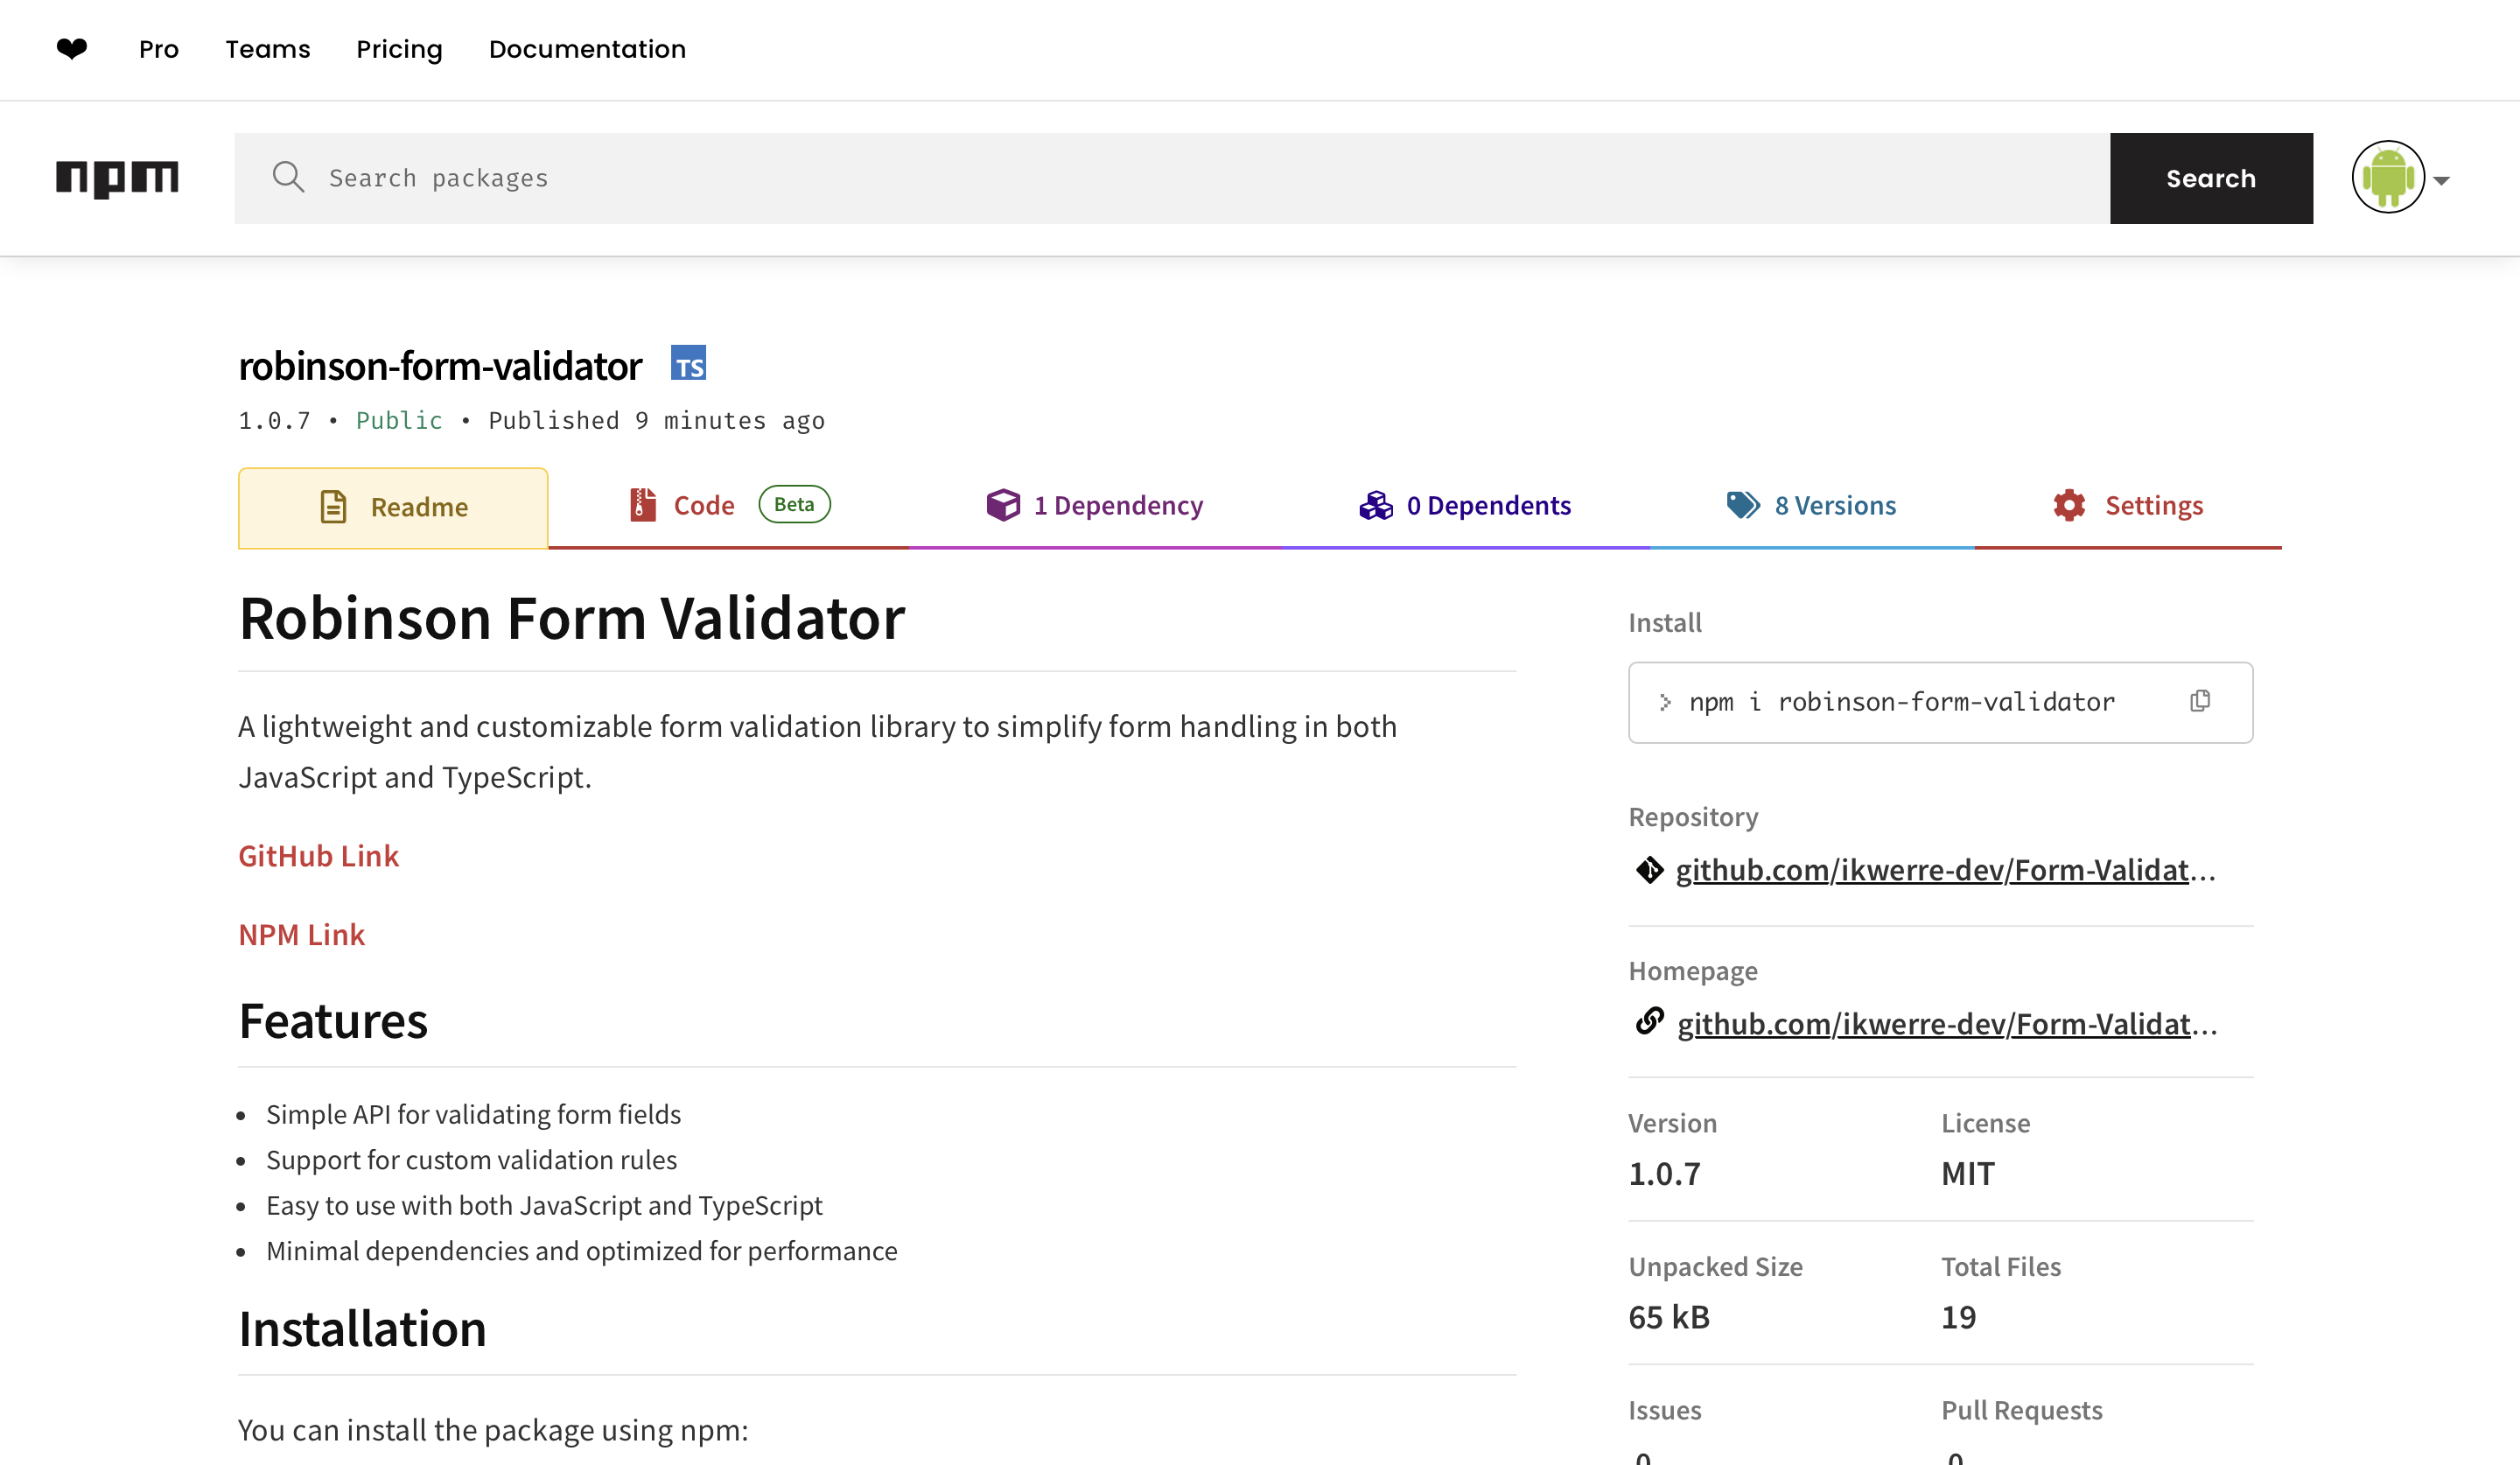 ❤ Pro Teams Pricing Documentation
npm Search packages Search
robinson-form-validator TS
1.0.7 • Public • Published 9 minutes ago
Readme Code Beta 1 Dependency 0 Dependents 8 Versions Settings
Robinson Form Validator
A lightweight and customizable form validation library to simplify form handling in both
JavaScript and TypeScript.
GitHub Link
NPM Link
Features
• Simple API for validating form fields
• Support for custom validation rules
• Easy to use with both JavaScript and TypeScript
• Minimal dependencies and optimized for performance
Installation
You can install the package using npm:
Install
> npm i robinson-form-validator
Repository
github.com/ikwerre-dev/Form-Validat...
Homepage
github.com/ikwerre-dev/Form-Validat...
Version License
1.0.7 MIT
Unpacked Size Total Files
65 kB 19
Issues Pull Requests
0 0